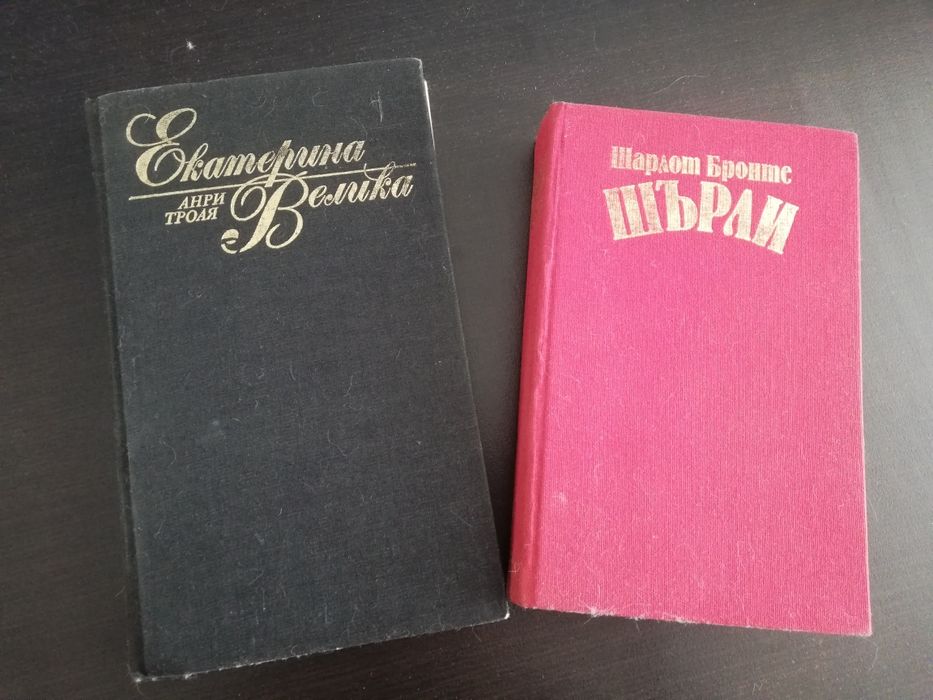 Екатерина
АНРИ
ТРОАЯ
Велика
Шарлот Бронте
ШЪРЛИ